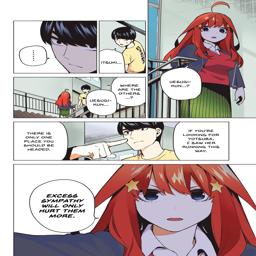 ......
ITSUKI...
UESUGI-
KUN...?
WHERE
ARE THE
OTHERS
...?
UESUGI-
KUN...
THERE IS
ONLY ONE
PLACE YOU
SHOULD BE
HEADED.
IF YOU'RE
LOOKING FOR
YOTSUBA,
I SAW HER
RUNNING THIS
WAY.
EXCESS
SYMPATHY
WILL ONLY
HURT THEM
MORE.